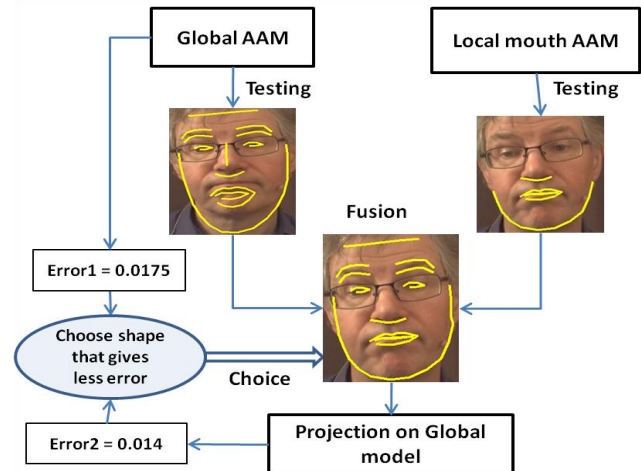 Global AAM
Local mouth AAM
Testing
Testing
Fusion
Error1 = 0.0175
Choose shape
that gives
less error
Choice
Error2 = 0.014
Projection on Global
model